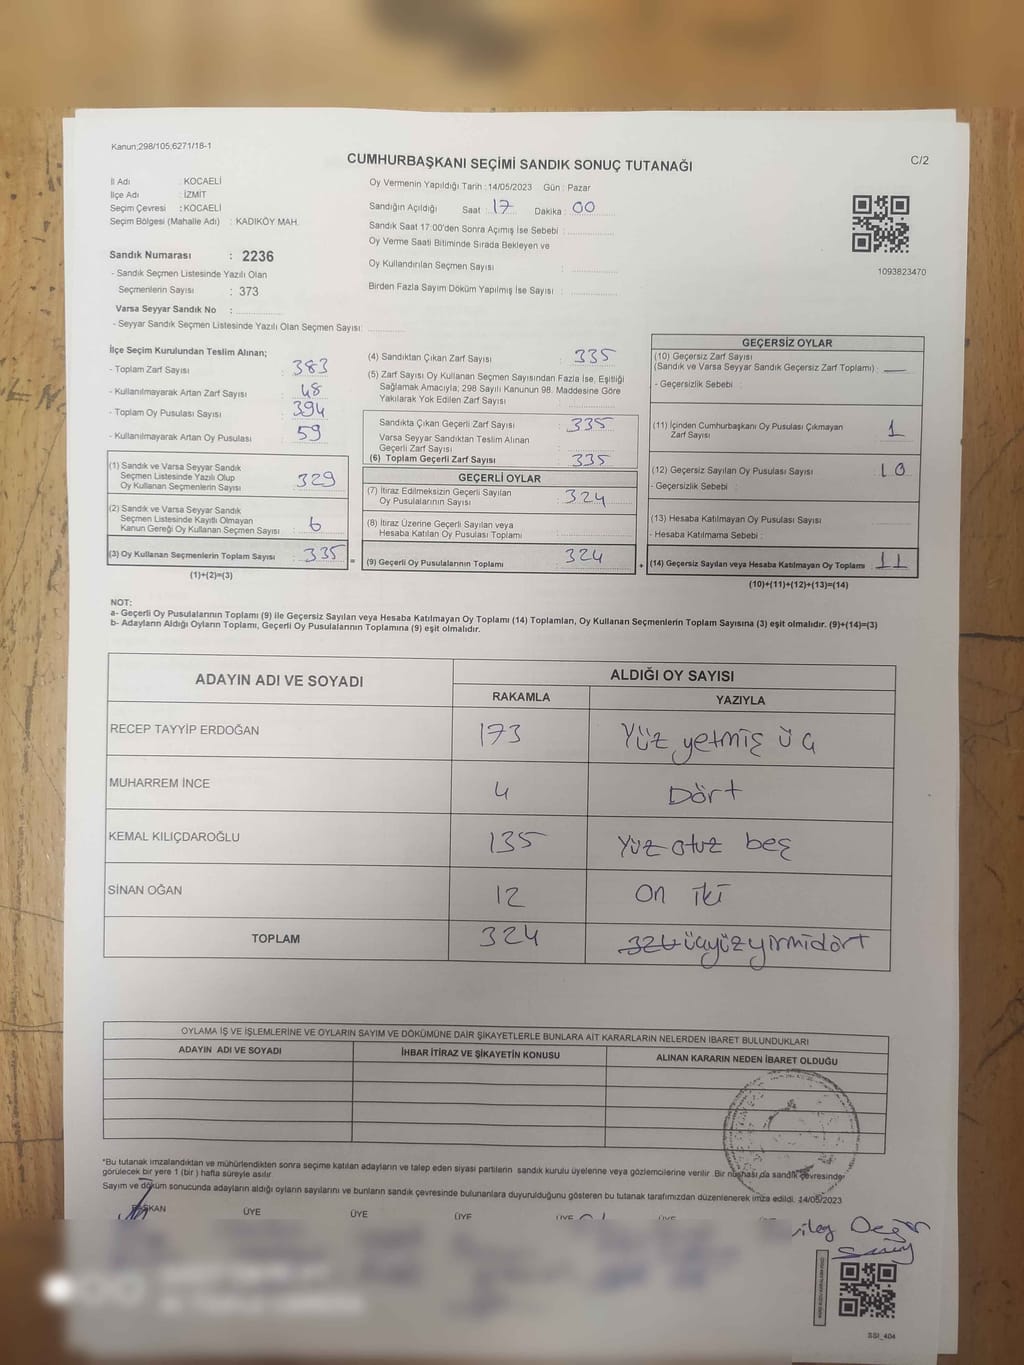 Kanun;298/105;6271/18-1
CUMHURBAŞKANI SEÇİMİ SANDIK SONUÇ TUTANAĞI
C/2
İl Adı : KOCAELİ
İlçe Adı : İZMİT
Seçim Çevresi : KOCAELİ
Seçim Bölgesi (Mahalle Adı) : KADIKÖY MAH.
Oy Vermenin Yapıldığı Tarih : 14/05/2023 Gün : Pazar
Sandığın Açıldığı Saat : 17 Dakika : 00
Sandık Saat 17:00'den Sonra Açımış İse Sebebi :
Oy Verme Saati Bitiminde Sırada Bekleyen ve
Oy Kullandırılan Seçmen Sayısı :
Birden Fazla Sayım Döküm Yapılmış İse Sayısı :
1093823470
Sandık Numarası : 2236
- Sandık Seçmen Listesinde Yazılı Olan
Seçmenlerin Sayısı : 373
Varsa Seyyar Sandık No :
- Seyyar Sandık Seçmen Listesinde Yazılı Olan Seçmen Sayısı:
İlçe Seçim Kurulundan Teslim Alınan;
- Toplam Zarf Sayısı : 383
- Kullanılmayarak Artan Zarf Sayısı : 48
- Toplam Oy Pusulası Sayısı : 394
- Kullanılmayarak Artan Oy Pusulası : 59
(1) Sandık ve Varsa Seyyar Sandık
Seçmen Listesinde Yazılı Olup
Oy Kullanan Seçmenlerin Sayısı : 329
(2) Sandık ve Varsa Seyyar Sandık
Seçmen Listesinde Kayıtlı Olmayan
Kanun Gereği Oy Kullanan Seçmen Sayısı : 6
(3) Oy Kullanan Seçmenlerin Toplam Sayısı : 335 =
(1)+(2)=(3)
(4) Sandıktan Çıkan Zarf Sayısı : 335
(5) Zarf Sayısı Oy Kullanan Seçmen Sayısından Fazla İse, Eşitliği
Sağlamak Amacıyla; 298 Sayılı Kanunun 98. Maddesine Göre
Yakılarak Yok Edilen Zarf Sayısı :
Sandıkta Çıkan Geçerli Zarf Sayısı : 335
Varsa Seyyar Sandıktan Teslim Alınan
Geçerli Zarf Sayısı :
(6) Toplam Geçerli Zarf Sayısı : 335
GEÇERLİ OYLAR
(7) İtiraz Edilmeksizin Geçerli Sayılan
Oy Pusulalarının Sayısı : 324
(8) İtiraz Üzerine Geçerli Sayılan veya
Hesaba Katılan Oy Pusulası Toplamı :
(9) Geçerli Oy Pusulalarının Toplamı : 324 +
GEÇERSİZ OYLAR
(10) Geçersiz Zarf Sayısı
(Sandık ve Varsa Seyyar Sandık Geçersiz Zarf Toplamı) : —
- Geçersizlik Sebebi :
(11) İçinden Cumhurbaşkanı Oy Pusulası Çıkmayan
Zarf Sayısı : 1
(12) Geçersiz Sayılan Oy Pusulası Sayısı : 10
- Geçersizlik Sebebi :
(13) Hesaba Katılmayan Oy Pusulası Sayısı :
- Hesaba Katılmama Sebebi :
(14) Geçersiz Sayılan veya Hesaba Katılmayan Oy Toplamı : 11
(10)+(11)+(12)+(13)=(14)
NOT:
a- Geçerli Oy Pusulalarının Toplamı (9) ile Geçersiz Sayılan veya Hesaba Katılmayan Oy Toplamı (14) Toplamları, Oy Kullanan Seçmenlerin Toplam Sayısına (3) eşit olmalıdır. (9)+(14)=(3)
b- Adayların Aldığı Oyların Toplamı, Geçerli Oy Pusulalarının Toplamına (9) eşit olmalıdır.
ADAYIN ADI VE SOYADI ALDIĞI OY SAYISI
RAKAMLA YAZIYLA
RECEP TAYYİP ERDOĞAN 173 Yüz yetmiş üç
MUHARREM İNCE 4 Dört
KEMAL KILIÇDAROĞLU 135 Yüz otuz beş
SİNAN OĞAN 12 On iki
TOPLAM 324 324 üçyüzyirmidört
OYLAMA İŞ VE İŞLEMLERİNE VE OYLARIN SAYIM VE DÖKÜMÜNE DAİR ŞİKAYETLERLE BUNLARA AİT KARARLARIN NELERDEN İBARET BULUNDUKLARI
ADAYIN ADI VE SOYADI İHBAR İTİRAZ VE ŞİKAYETİN KONUSU ALINAN KARARIN NEDEN İBARET OLDUĞU
*Bu tutanak imzalandıktan ve mühürlendikten sonra seçime katılan adayların ve talep eden siyasi partilerin sandık kurulu üyelerine veya gözlemcilerine verilir. Bir nüshası da sandık çevresinde
görülecek bir yere 1 (bir ) hafta süreyle asılır.
Sayım ve döküm sonucunda adayların aldığı oyların sayılarını ve bunların sandık çevresinde bulunanlara duyurulduğunu gösteren bu tutanak tarafımızdan düzenlenerek imza edildi. 14/05/2023
BAŞKAN ÜYE ÜYE ÜYE ÜYE
SSI_404